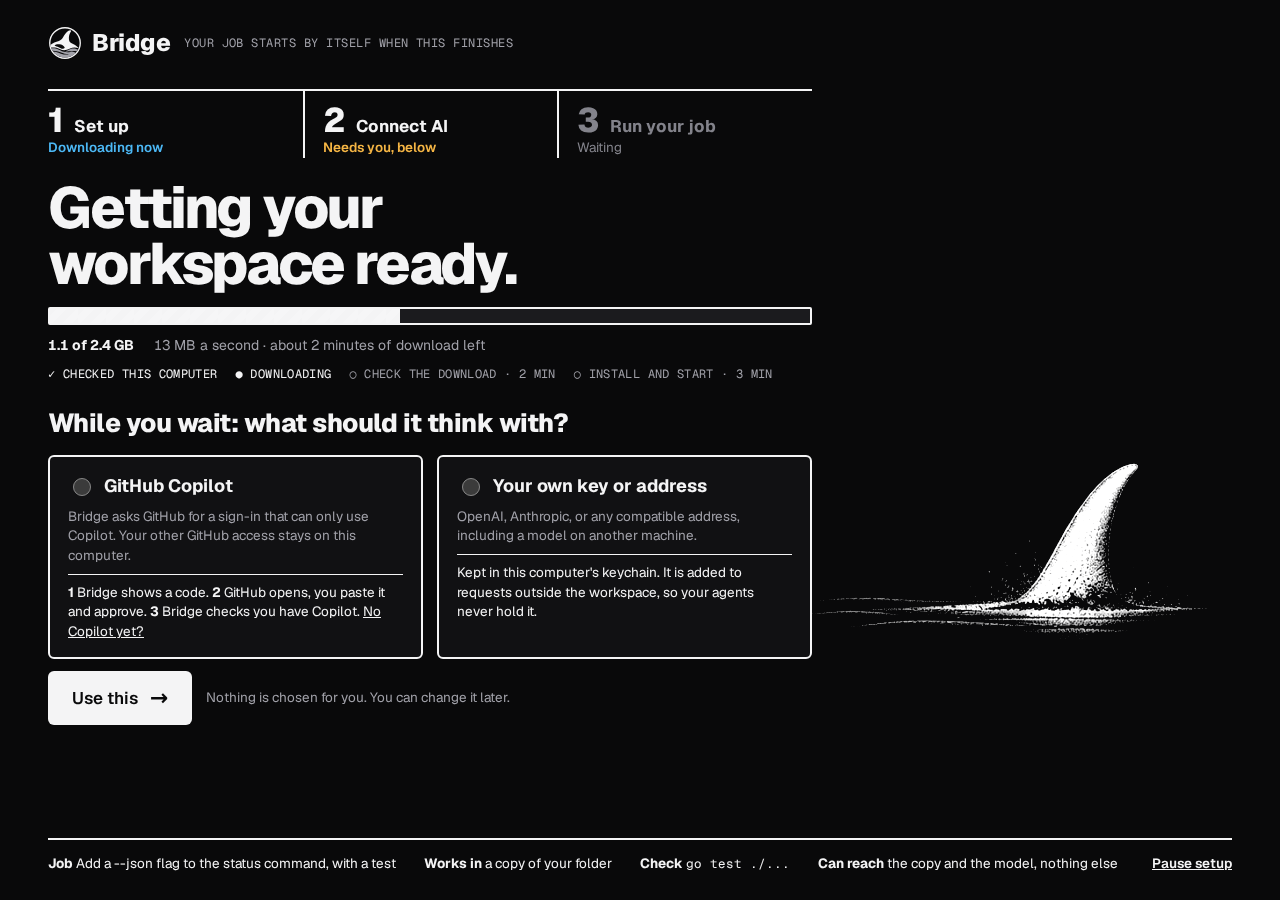 Bridge YOUR JOB STARTS BY ITSELF WHEN THIS FINISHES
1 Set up
Downloading now
2 Connect AI
Needs you, below
3 Run your job
Waiting
Getting your
workspace ready.
1.1 of 2.4 GB 13 MB a second · about 2 minutes of download left
✓ CHECKED THIS COMPUTER ● DOWNLOADING ○ CHECK THE DOWNLOAD · 2 MIN ○ INSTALL AND START · 3 MIN
While you wait: what should it think with?
GitHub Copilot
Bridge asks GitHub for a sign-in that can only use
Copilot. Your other GitHub access stays on this
computer.
1 Bridge shows a code. 2 GitHub opens, you paste it
and approve. 3 Bridge checks you have Copilot. No
Copilot yet?
Your own key or address
OpenAI, Anthropic, or any compatible address,
including a model on another machine.
Kept in this computer's keychain. It is added to
requests outside the workspace, so your agents
never hold it.
Use this → Nothing is chosen for you. You can change it later.
Job Add a --json flag to the status command, with a test Works in a copy of your folder Check go test ./... Can reach the copy and the model, nothing else Pause setup